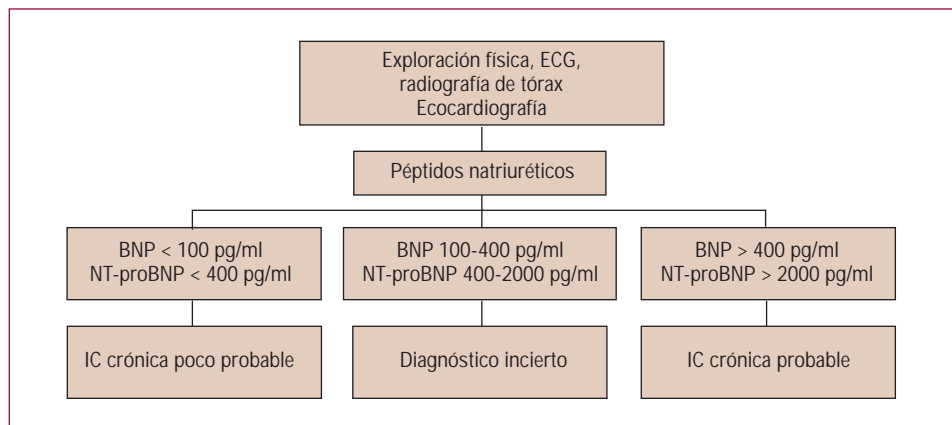 Exploración física, ECG,
radiografía de tórax
Ecocardiografía
Péptidos natriuréticos
BNP < 100 pg/ml
NT-proBNP < 400 pg/ml
BNP 100-400 pg/ml
NT-proBNP 400-2000 pg/ml
BNP > 400 pg/ml
NT-proBNP > 2000 pg/ml
IC crónica poco probable
Diagnóstico incierto
IC crónica probable